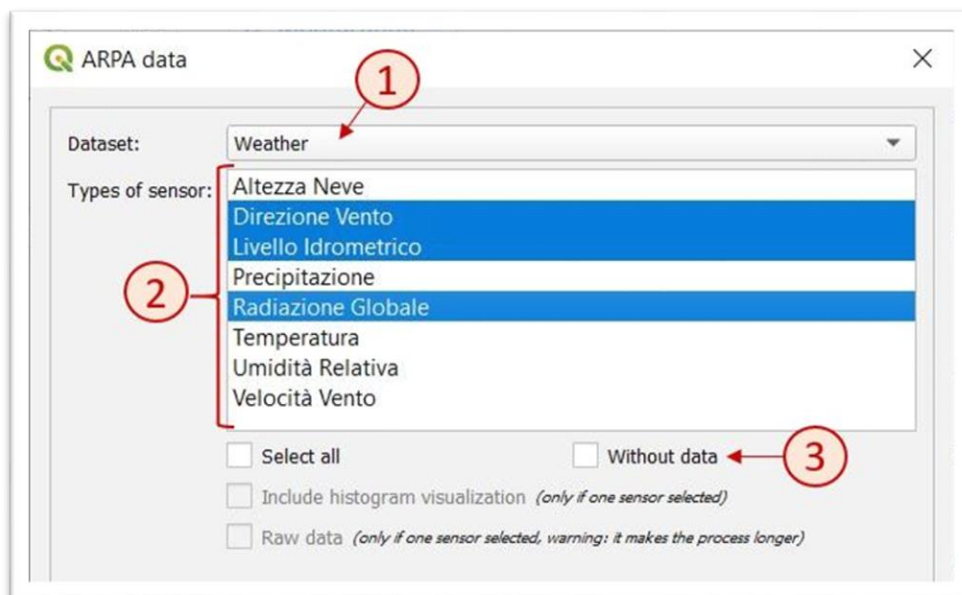 ARPA data
1
Dataset: Weather
Types of sensor: Altezza Neve
Direzione Vento
Livello Idrometrico
2
Precipitazione
Radiazione Globale
Temperatura
Umidità Relativa
Velocità Vento
Select all Without data 3
Include histogram visualization (only if one sensor selected)
Raw data (only if one sensor selected, warning: it makes the process longer)